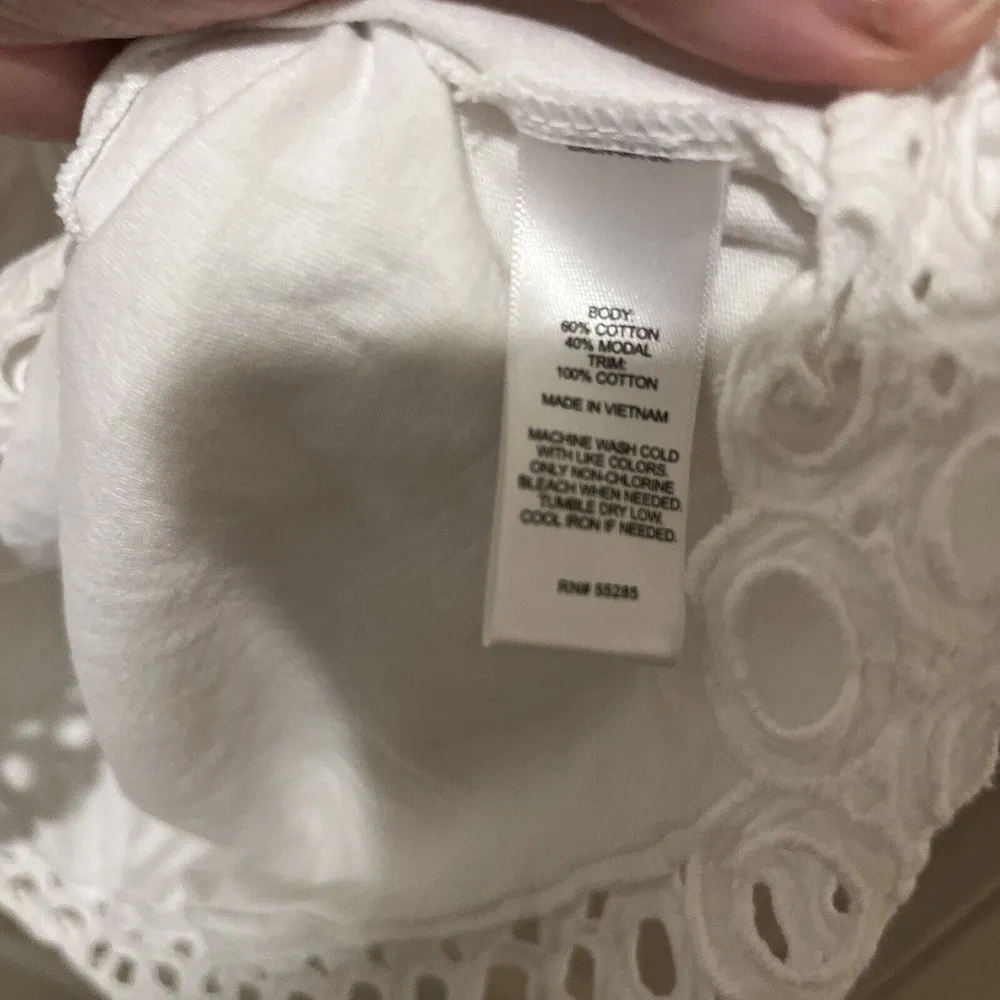 BODY:
60% COTTON
40% MODAL
TRIM:
100% COTTON
MADE IN VIETNAM
MACHINE WASH COLD
WITH LIKE COLORS.
ONLY NON-CHLORINE
BLEACH WHEN NEEDED.
TUMBLE DRY LOW.
COOL IRON IF NEEDED.
RN# 55285